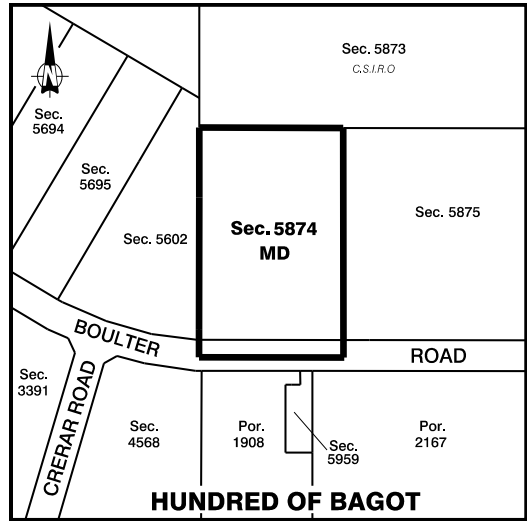 Sec. 5873
C.S.I.R.O
N
Sec.
5694
Sec.
5695
Sec. 5602
Sec. 5874
MD
Sec. 5875
BOULTER
ROAD
CRERAR ROAD
Sec.
3391
Sec.
4568
Por.
1908
Sec.
5959
Por.
2167
HUNDRED OF BAGOT